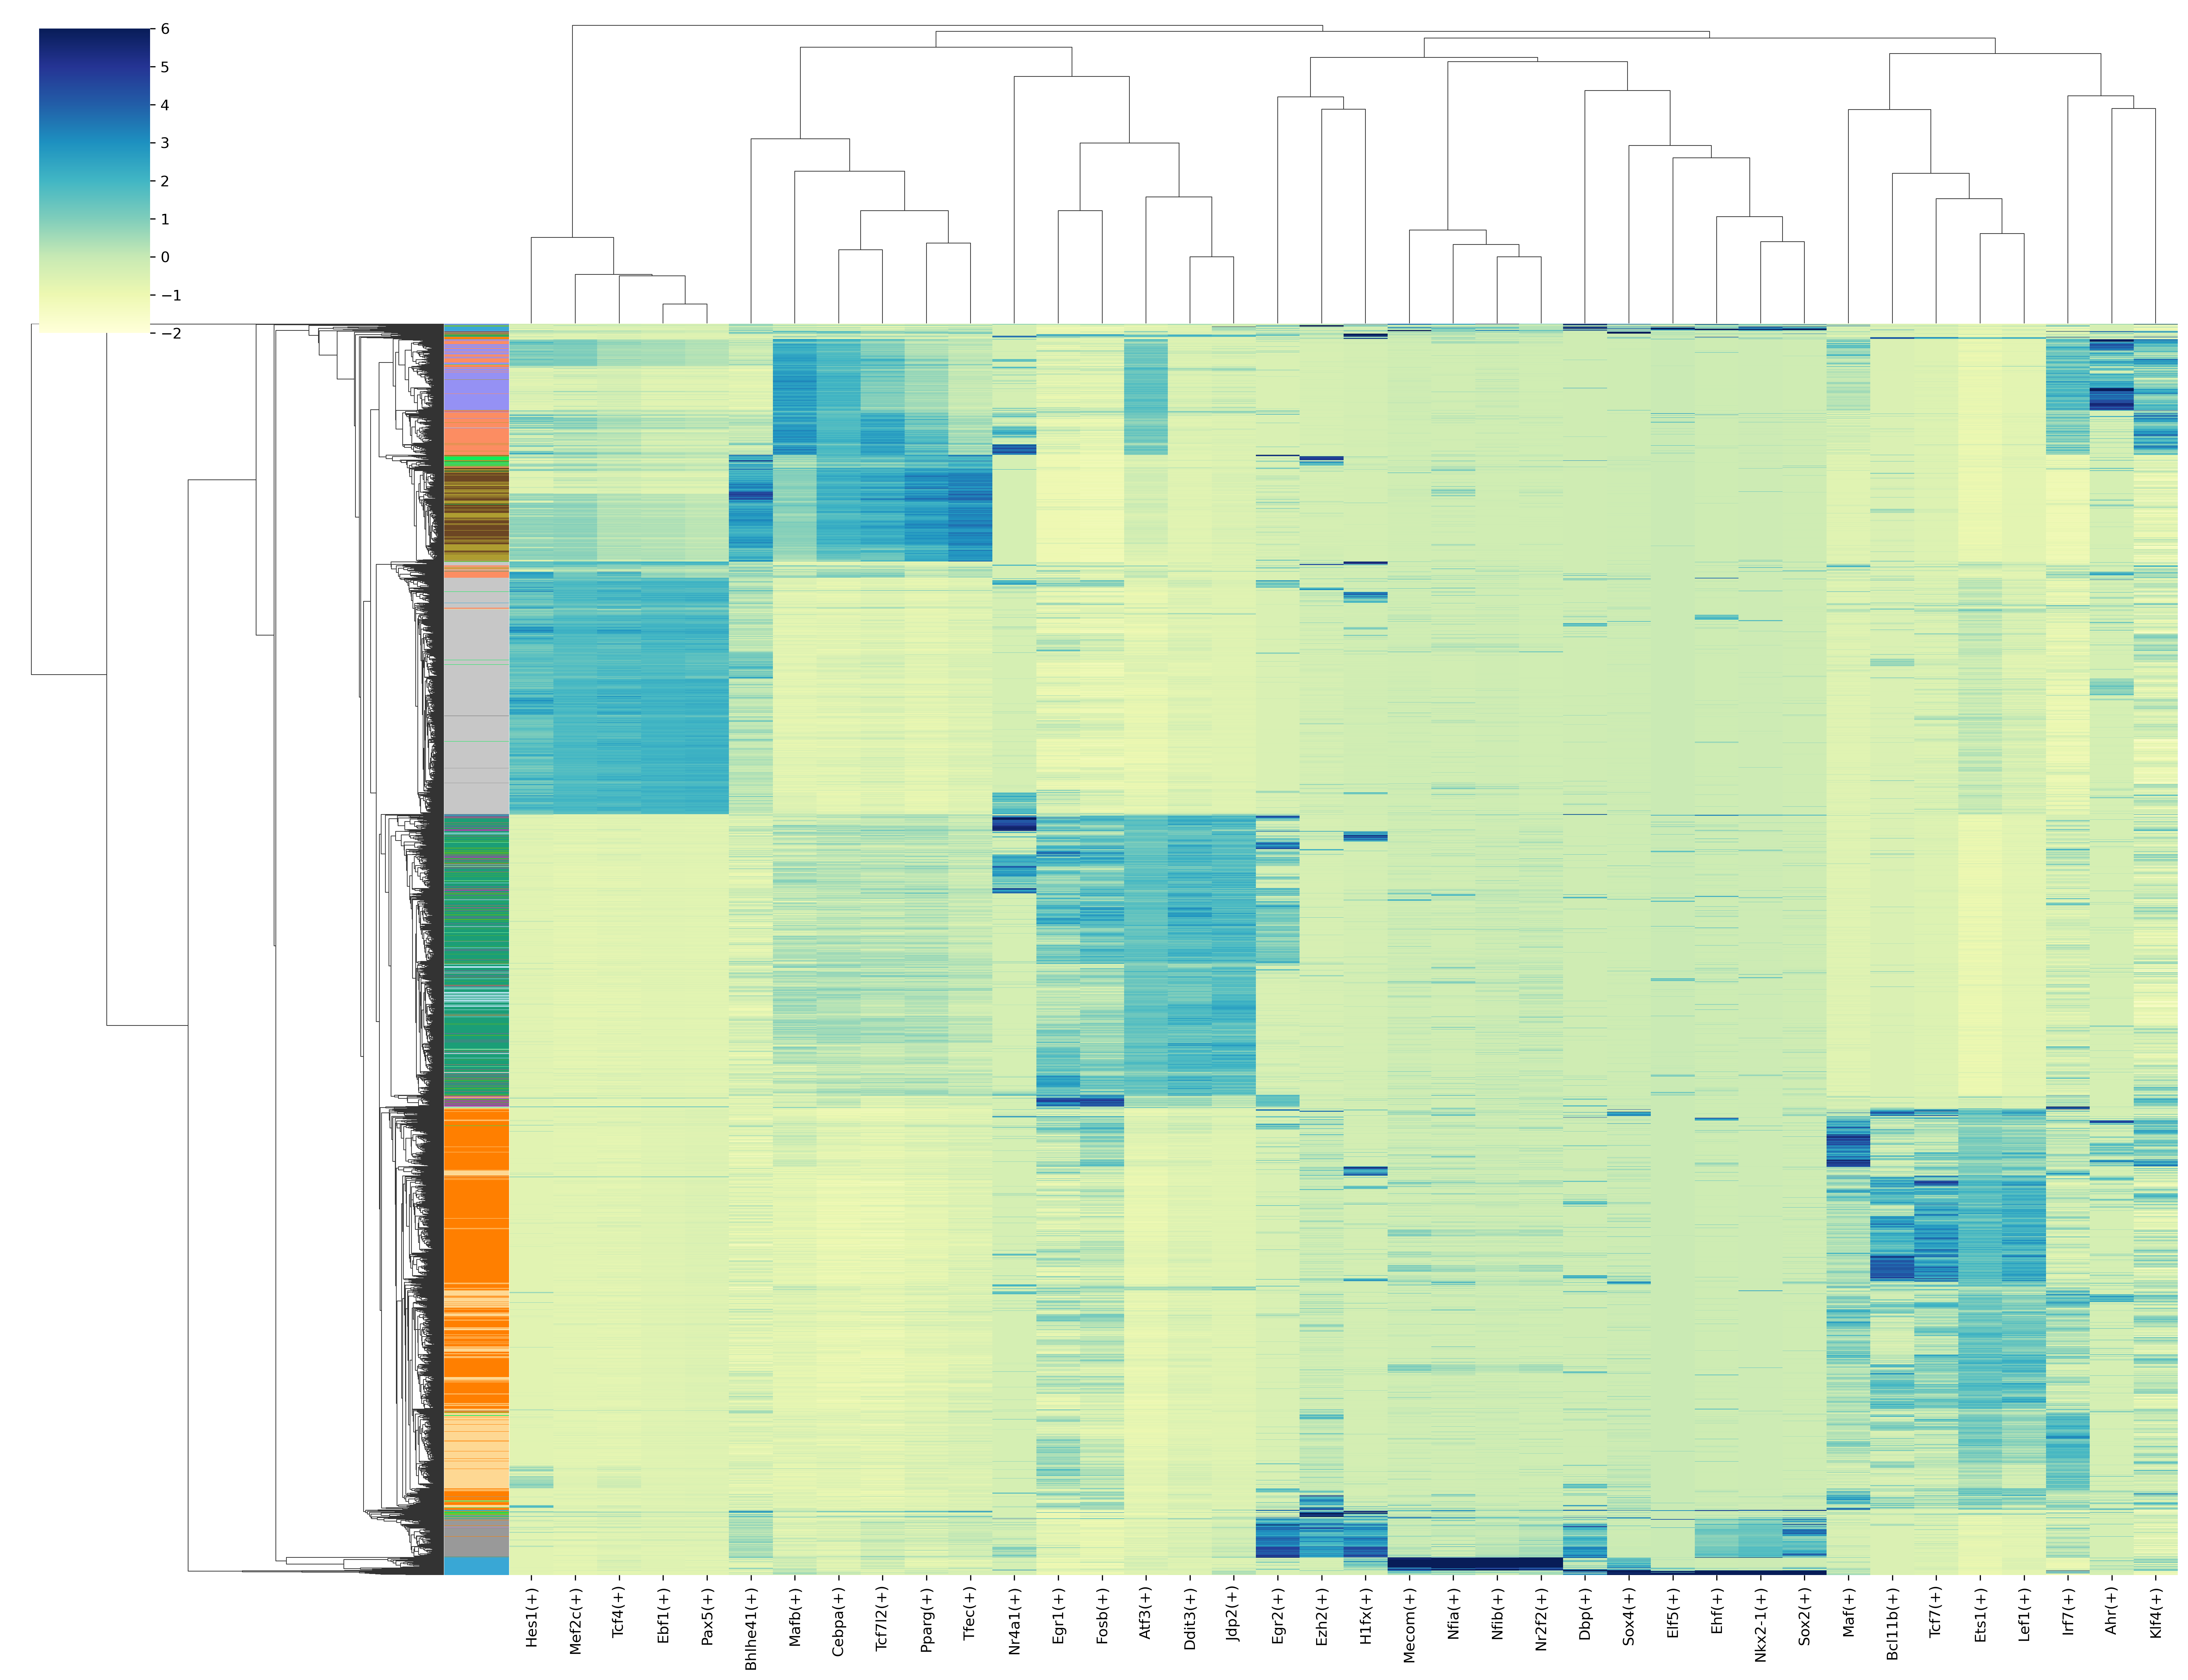 6
5
4
3
2
1
0
−1
−2
Hes1(+)
Mef2c(+)
Tcf4(+)
Ebf1(+)
Pax5(+)
Bhlhe41(+)
Mafb(+)
Cebpa(+)
Tcf7l2(+)
Pparg(+)
Tfec(+)
Nr4a1(+)
Egr1(+)
Fosb(+)
Atf3(+)
Ddit3(+)
Jdp2(+)
Egr2(+)
Ezh2(+)
H1fx(+)
Mecom(+)
Nfia(+)
Nfib(+)
Nr2f2(+)
Dbp(+)
Sox4(+)
Elf5(+)
Ehf(+)
Nkx2-1(+)
Sox2(+)
Maf(+)
Bcl11b(+)
Tcf7(+)
Ets1(+)
Lef1(+)
Irf7(+)
Ahr(+)
Klf4(+)